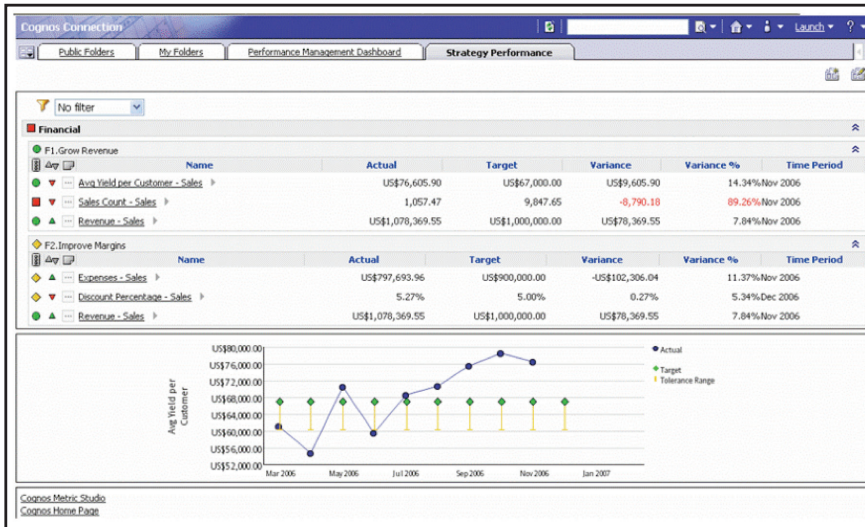 Cognos Connection
Launch ?
Public Folders My Folders Performance Management Dashboard Strategy Performance
No filter
Financial
F1.Grow Revenue
Name Actual Target Variance Variance % Time Period
Avg Yield per Customer - Sales US$76,605.90 US$67,000.00 US$9,605.90 14.34% Nov 2006
Sales Count - Sales 1,057.47 9,847.65 -8,790.18 89.26% Nov 2006
Revenue - Sales US$1,078,369.55 US$1,000,000.00 US$78,369.55 7.84% Nov 2006
F2.Improve Margins
Name Actual Target Variance Variance % Time Period
Expenses - Sales US$797,693.96 US$900,000.00 -US$102,306.04 11.37% Nov 2006
Discount Percentage - Sales 5.27% 5.00% 0.27% 5.34% Dec 2006
Revenue - Sales US$1,078,369.55 US$1,000,000.00 US$78,369.55 7.84% Nov 2006
Avg Yield per
Customer
US$80,000.00
US$76,000.00
US$72,000.00
US$68,000.00
US$64,000.00
US$60,000.00
US$56,000.00
US$52,000.00
Mar 2006 May 2006 Jul 2006 Sep 2006 Nov 2006 Jan 2007
Actual
Target
Tolerance Range
Cognos Metric Studio
Cognos Home Page